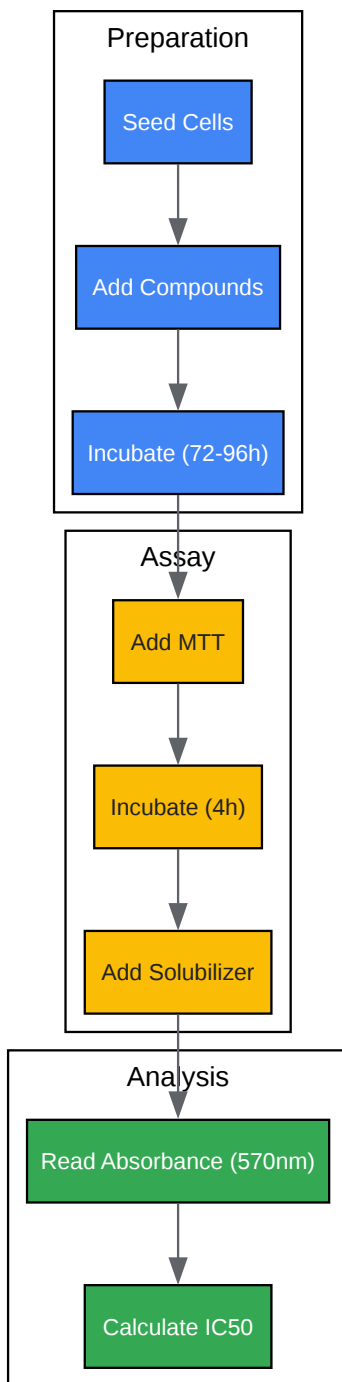 Preparation
Seed Cells
Add Compounds
Incubate (72-96h)
Assay
Add MTT
Incubate (4h)
Add Solubilizer
Analysis
Read Absorbance (570nm)
Calculate IC50